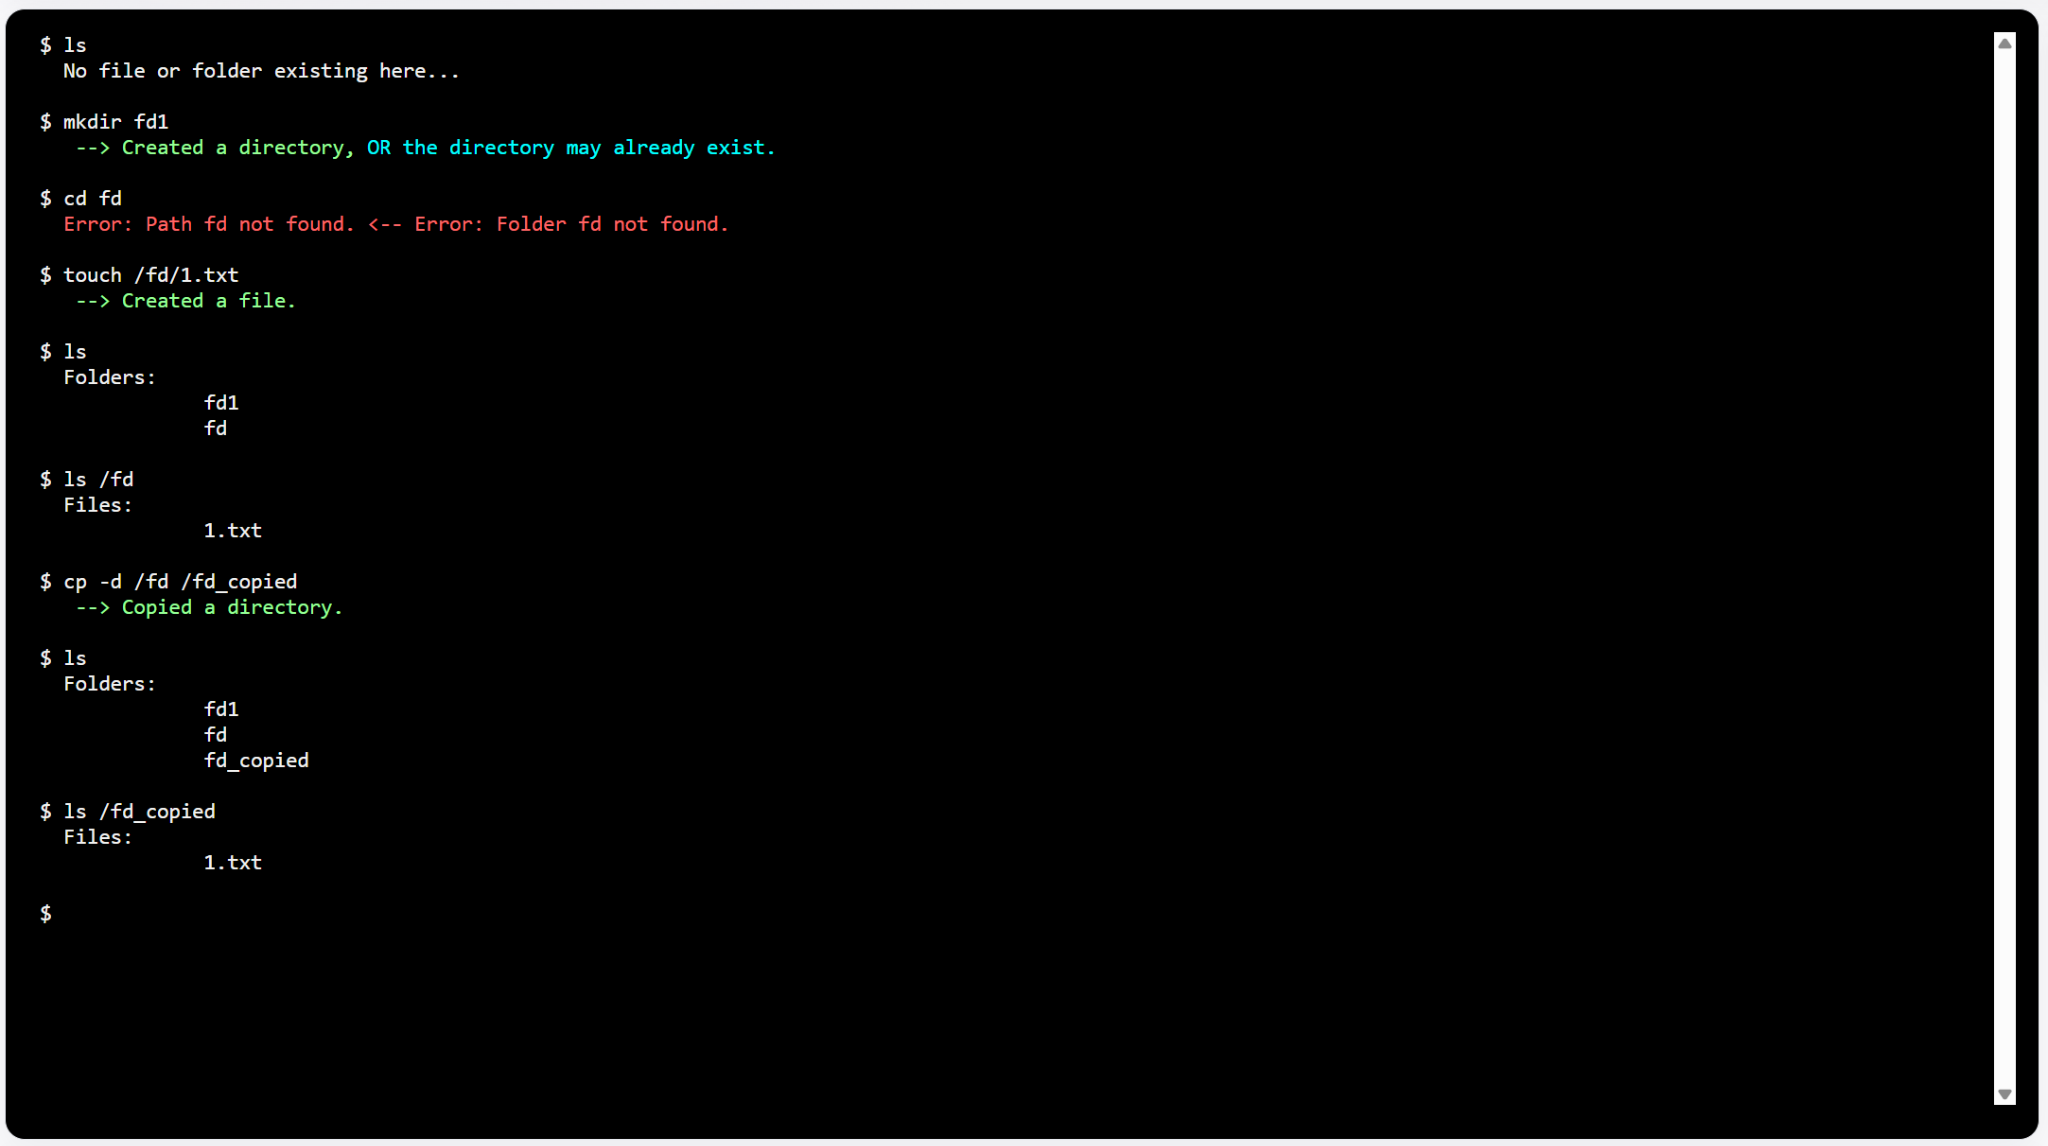 $ ls
No file or folder existing here...
$ mkdir fd1
--> Created a directory, OR the directory may already exist.
$ cd fd
Error: Path fd not found. <-- Error: Folder fd not found.
$ touch /fd/1.txt
--> Created a file.
$ ls
Folders:
fd1
fd
$ ls /fd
Files:
1.txt
$ cp -d /fd /fd_copied
--> Copied a directory.
$ ls
Folders:
fd1
fd
fd_copied
$ ls /fd_copied
Files:
1.txt
$